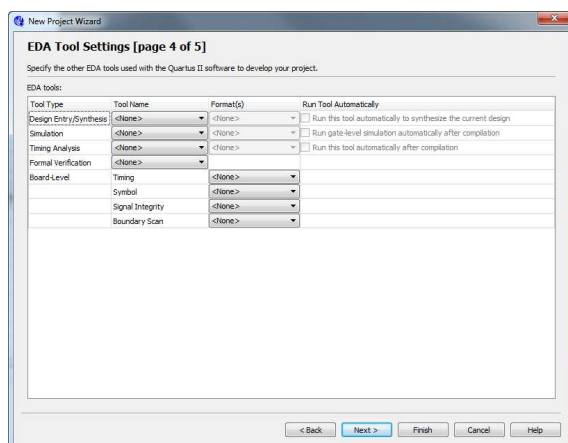 New Project Wizard
EDA Tool Settings [page 4 of 5]
Specify the other EDA tools used with the Quartus II software to develop your project.
EDA tools:
Tool Type Tool Name Format(s) Run Tool Automatically
Design Entry/Synthesis <None> <None> Run this tool automatically to synthesize the current design
Simulation <None> <None> Run gate-level simulation automatically after compilation
Timing Analysis <None> <None> Run this tool automatically after compilation
Formal Verification <None>
Board-Level Timing <None>
Symbol <None>
Signal Integrity <None>
Boundary Scan <None>
< Back Next > Finish Cancel Help